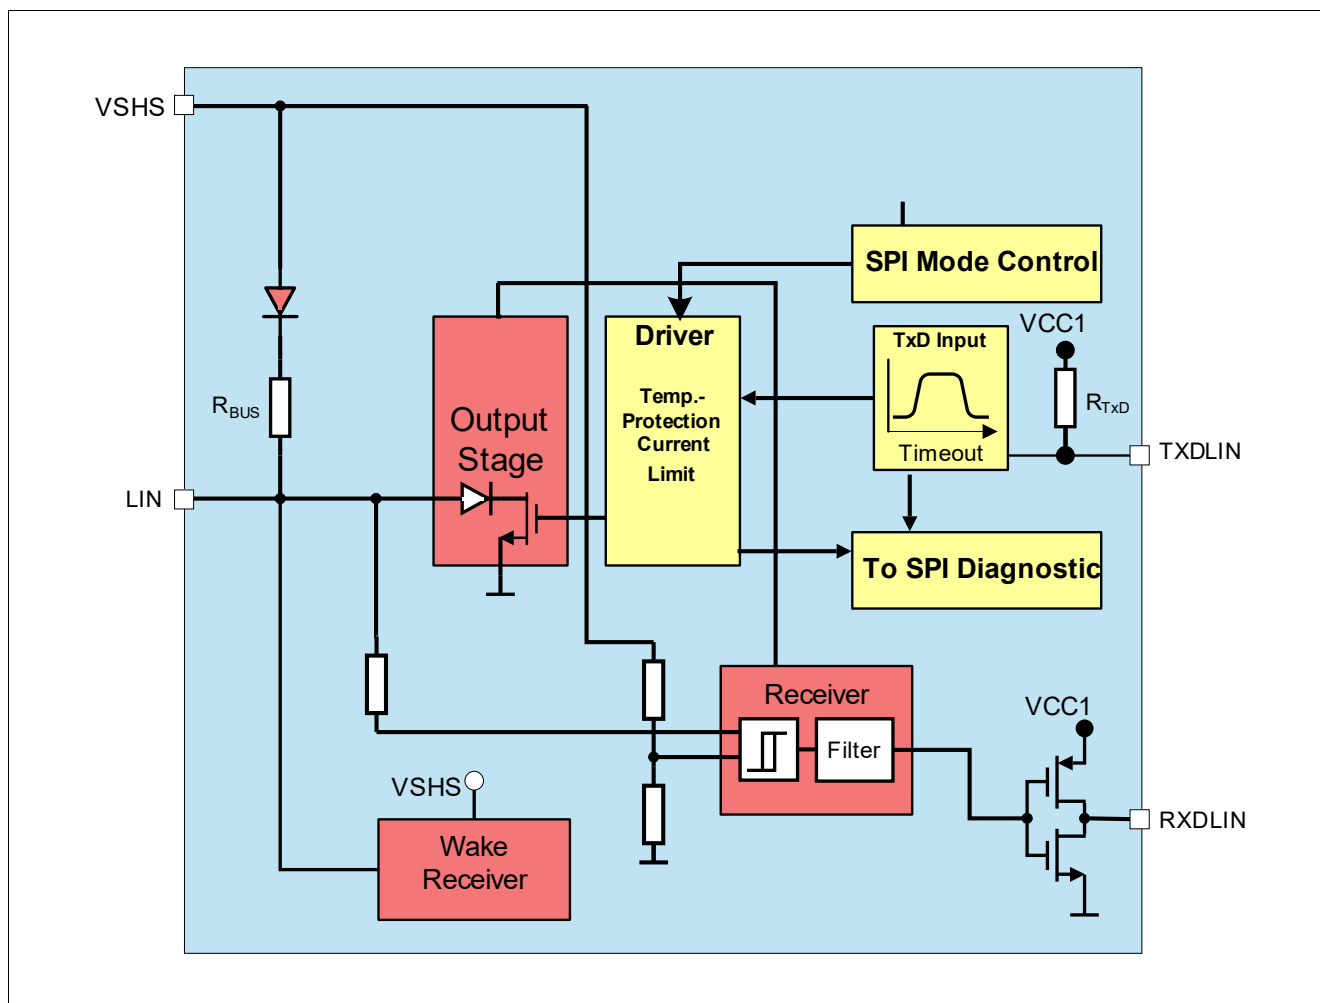 VSHS
SPI Mode Control
VCC1
Driver
TxD Input
RBUS
Temp.-
Protection
Current
Limit
RTxD
Output
Stage
Timeout
TXDLIN
LIN
To SPI Diagnostic
Receiver
VCC1
Filter
VSHS
RXDLIN
Wake
Receiver